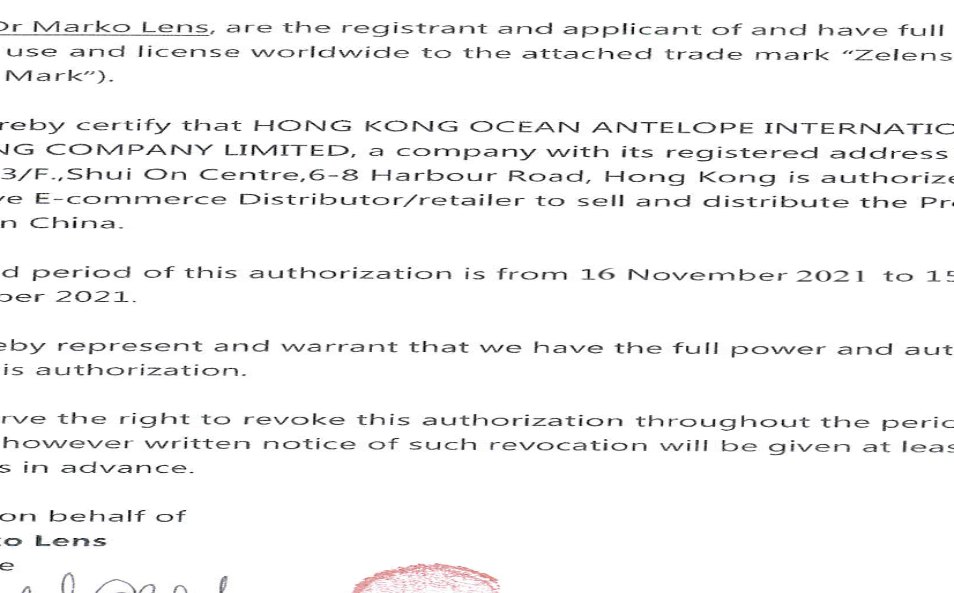 Dr Marko Lens, are the registrant and applicant of and have full
use and license worldwide to the attached trade mark “Zelens
Mark”).
reby certify that HONG KONG OCEAN ANTELOPE INTERNATIO
NG COMPANY LIMITED, a company with its registered address
3/F.,Shui On Centre,6-8 Harbour Road, Hong Kong is authorize
ve E-commerce Distributor/retailer to sell and distribute the Pr
n China.
d period of this authorization is from 16 November 2021 to 15
ber 2021.
eby represent and warrant that we have the full power and aut
is authorization.
rve the right to revoke this authorization throughout the perio
however written notice of such revocation will be given at leas
s in advance.
on behalf of
ko Lens
e